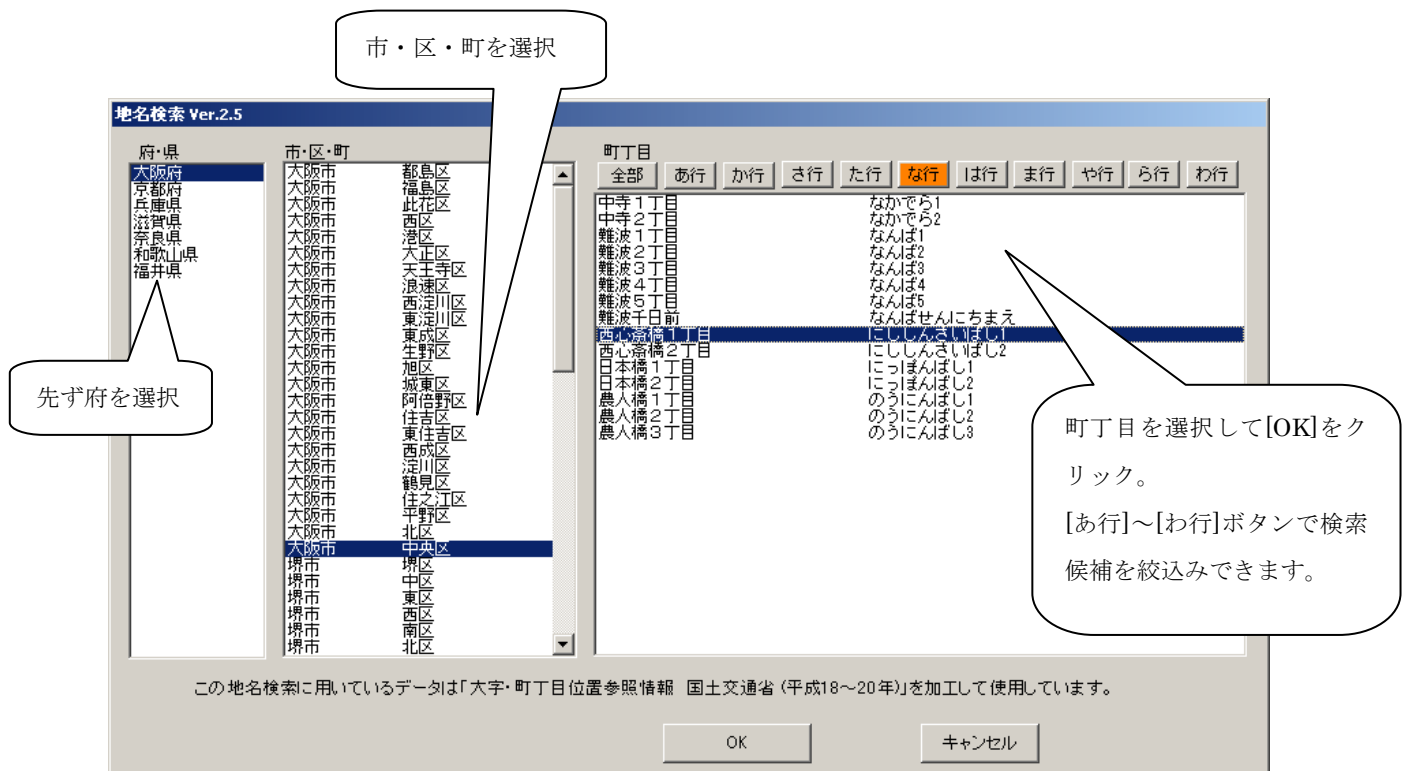 市・区・町を選択
地名検索 Ver.2.5
府・県
大阪府
京都府
兵庫県
滋賀県
奈良県
和歌山県
福井県
先ず府を選択
市・区・町
大阪市 都島区
大阪市 福島区
大阪市 此花区
大阪市 西区
大阪市 港区
大阪市 大正区
大阪市 天王寺区
大阪市 浪速区
大阪市 西淀川区
大阪市 東淀川区
大阪市 東成区
大阪市 生野区
大阪市 旭区
大阪市 城東区
大阪市 阿倍野区
大阪市 住吉区
大阪市 東住吉区
大阪市 西成区
大阪市 淀川区
大阪市 鶴見区
大阪市 住之江区
大阪市 平野区
大阪市 北区
大阪市 中央区
堺市 堺区
堺市 中区
堺市 東区
堺市 西区
堺市 南区
堺市 北区
町丁目
全部 あ行 か行 さ行 た行 な行 は行 ま行 や行 ら行 わ行
中寺1丁目 なかでら1
中寺2丁目 なかでら2
難波1丁目 なんば1
難波2丁目 なんば2
難波3丁目 なんば3
難波4丁目 なんば4
難波5丁目 なんば5
難波千日前 なんばせんにちまえ
西心斎橋1丁目 にししんさいばし1
西心斎橋2丁目 にししんさいばし2
日本橋1丁目 にっぽんばし1
日本橋2丁目 にっぽんばし2
農人橋1丁目 のうにんばし1
農人橋2丁目 のうにんばし2
農人橋3丁目 のうにんばし3
町丁目を選択して[OK]をク
リック。
[あ行]～[わ行]ボタンで検索
候補を絞込みできます。
この地名検索に用いているデータは「大字・町丁目位置参照情報 国土交通省（平成18～20年）」を加工して使用しています。
OK キャンセル